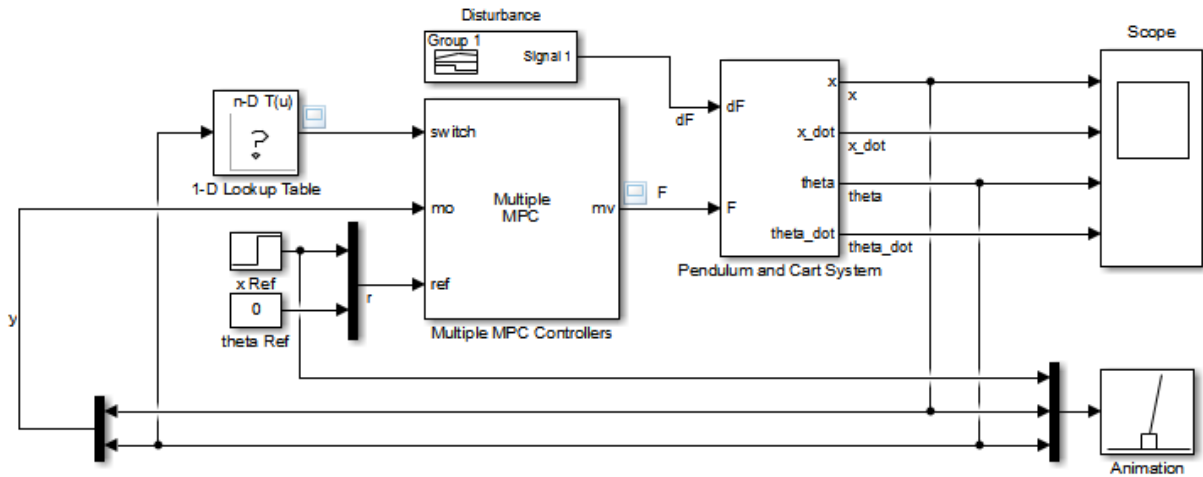 Disturbance
Group 1
Signal 1
Scope
n-D T(u)
?
1-D Lookup Table
switch
mo
ref
Multiple
MPC
mv
Multiple MPC Controllers
F
dF
dF
F
x
x_dot
theta
theta_dot
Pendulum and Cart System
x
x_dot
theta
theta_dot
x Ref
0
theta Ref
r
y
Animation